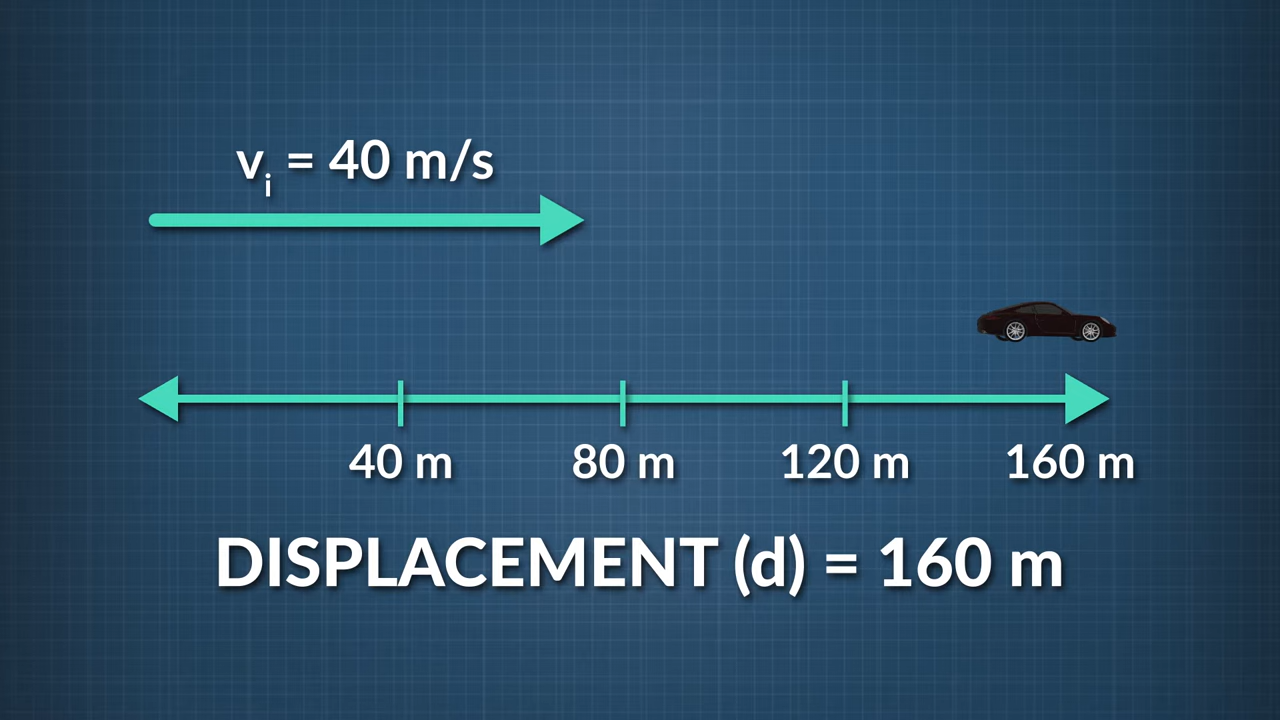 vᵢ = 40 m/s
40 m 80 m 120 m 160 m
DISPLACEMENT (d) = 160 m